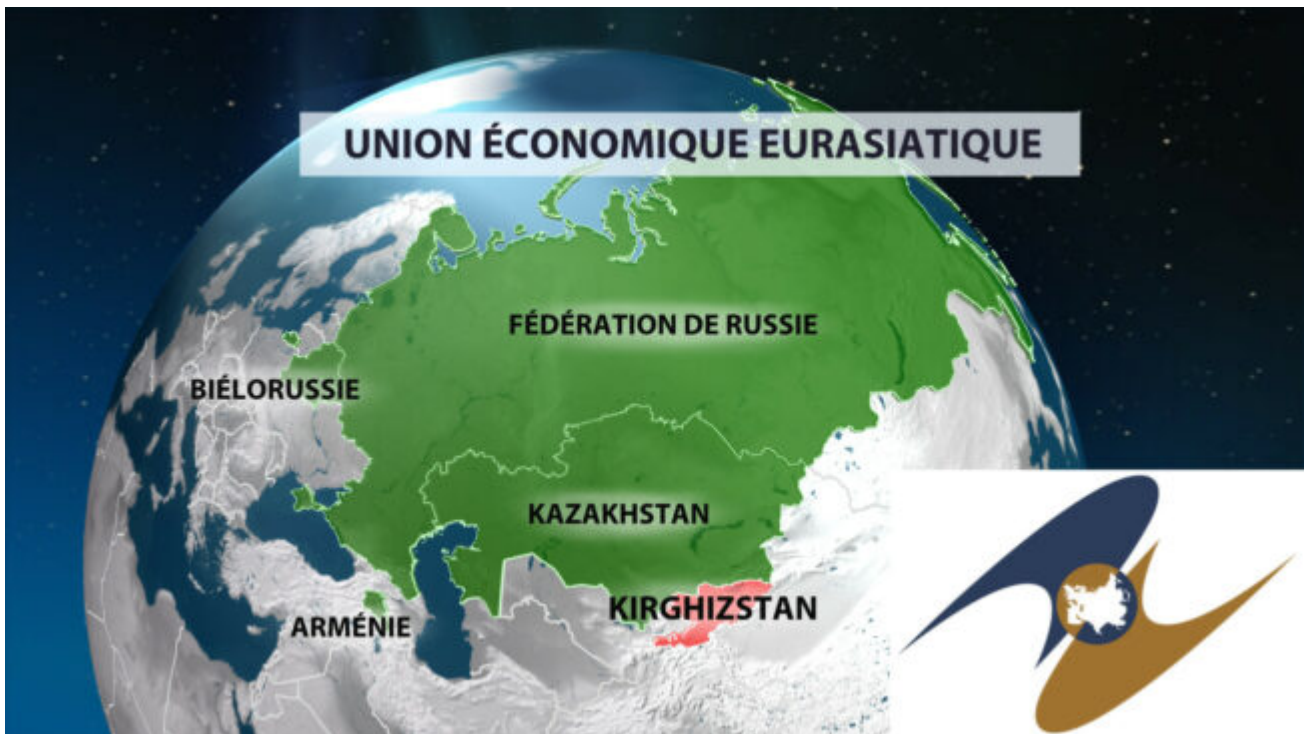 UNION ÉCONOMIQUE EURASIATIQUE
FÉDÉRATION DE RUSSIE
BIÉLORUSSIE
KAZAKHSTAN
KIRGHIZSTAN
ARMÉNIE